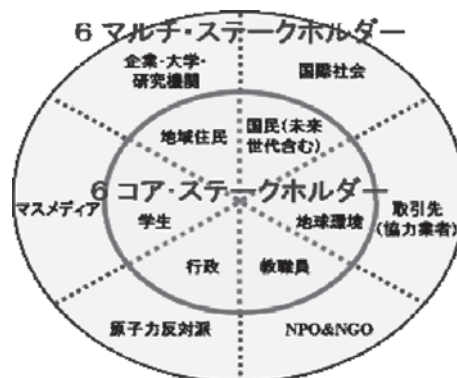 6 マルチ・ステークホルダー
企業・大学・
研究機関
国際社会
地域住民
国民(未来
世代含む)
6 コア・ステークホルダー
マスメディア
学生
地球環境
取引先
(協力業者)
行政
教職員
原子力反対派
NPO&NGO